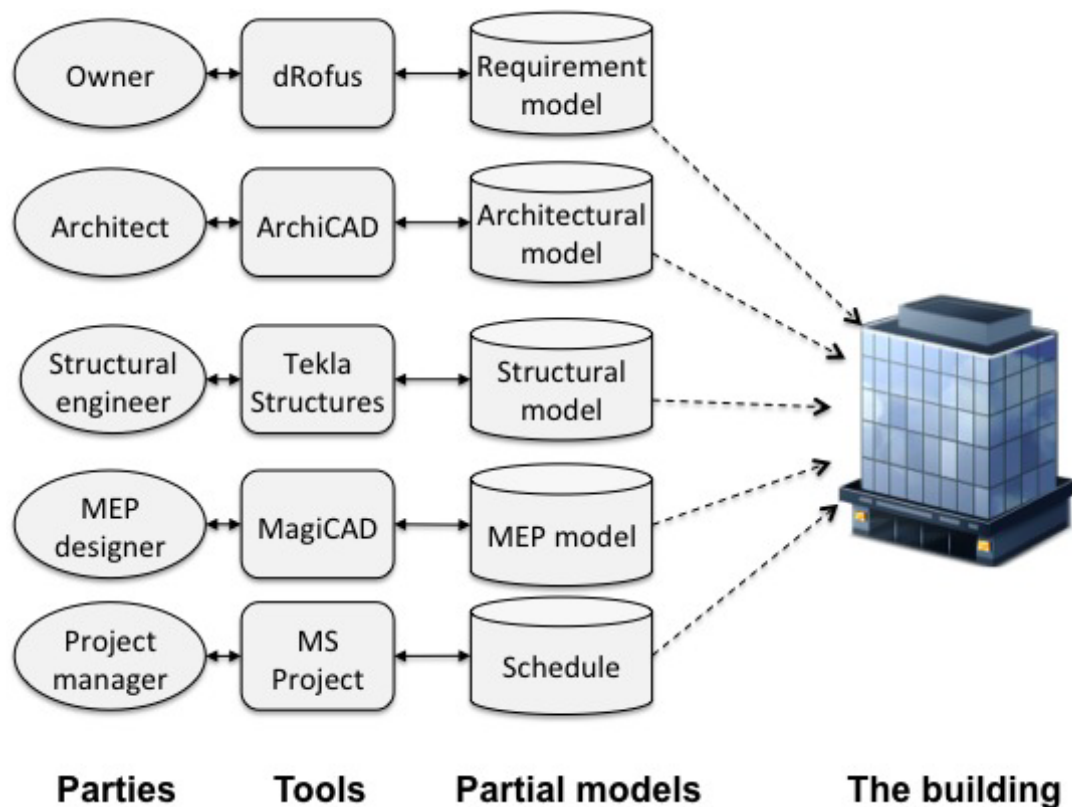 Owner
dRofus
Requirement
model
Architect
ArchiCAD
Architectural
model
Structural
engineer
Tekla
Structures
Structural
model
MEP
designer
MagiCAD
MEP model
Project
manager
MS
Project
Schedule
Parties
Tools
Partial models
The building